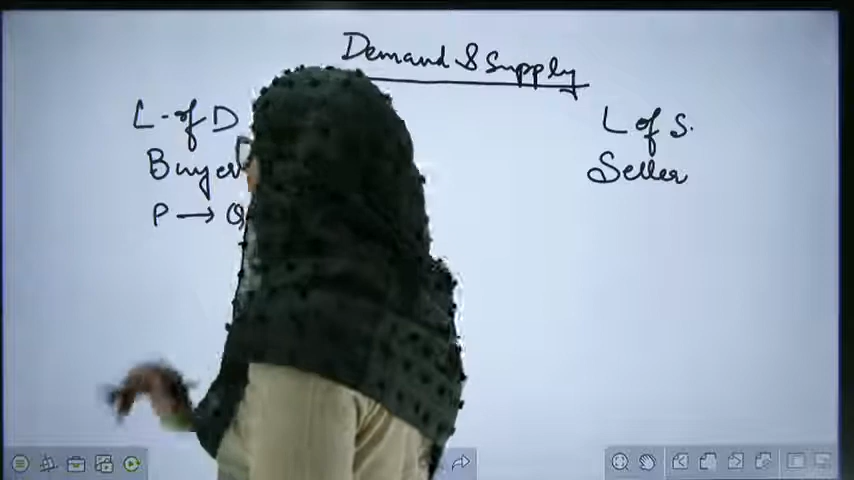 Demand & Supply
L - of D
Buyer
P → Q
L of S.
Seller